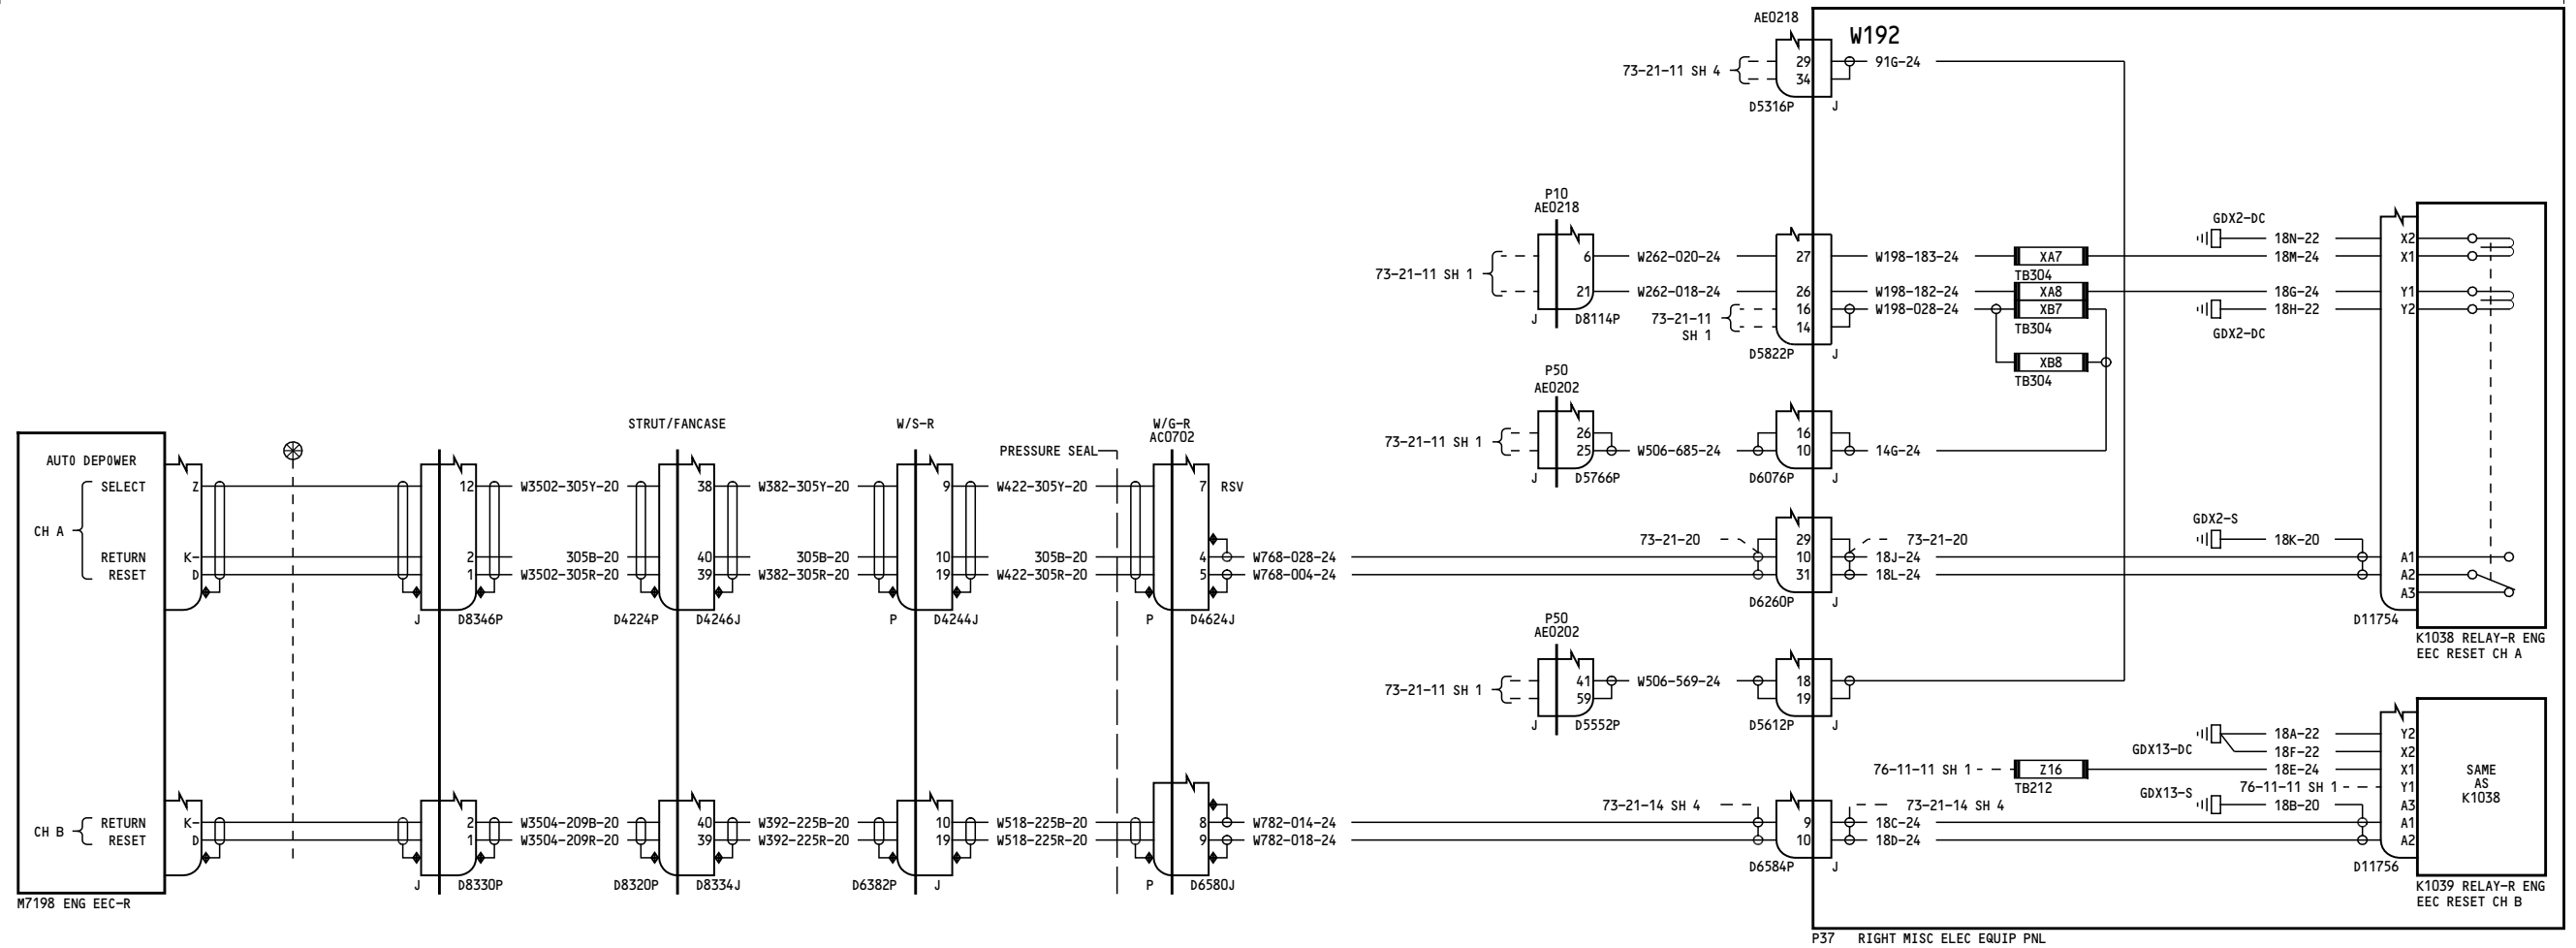 AE0218
W192
29
91G-24
73-21-11 SH 4
34
D5316P
J
P10
AE0218
GDX2-DC
X2
18N-22
6
W262-020-24
27
W198-183-24
XA7
18M-24
X1
73-21-11 SH 1
TB304
21
W262-018-24
26
W198-182-24
XA8
18G-24
Y1
16
W198-028-24
XB7
18H-22
Y2
J
D8114P
73-21-11
SH 1
14
TB304
GDX2-DC
D5822P
J
XB8
TB304
P50
AE0202
STRUT/FANCASE
W/S-R
W/G-R
AC0702
26
16
73-21-11 SH 1
25
W506-685-24
10
14G-24
PRESSURE SEAL
AUTO DEPOWER
J
D5766P
D6076P
J
SELECT
Z
12
W3502-305Y-20
38
W382-305Y-20
9
W422-305Y-20
7
RSV
CH A
GDX2-S
73-21-20
29
73-21-20
18K-20
RETURN
K-
2
305B-20
40
305B-20
10
305B-20
4
W768-028-24
10
18J-24
A1
RESET
D
1
W3502-305R-20
39
W382-305R-20
19
W422-305R-20
5
W768-004-24
31
18L-24
A2
A3
J
D8346P
D4224P
D4246J
P
D4244J
P
D4624J
D6260P
J
D11754
K1038 RELAY-R ENG
EEC RESET CH A
P50
AE0202
41
W506-569-24
18
73-21-11 SH 1
59
19
J
D5552P
D5612P
J
18A-22
Y2
GDX13-DC
18F-22
X2
76-11-11 SH 1
Z16
18E-24
X1
TB212
76-11-11 SH 1
Y1
SAME
AS
K1038
GDX13-S
73-21-14 SH 4
73-21-14 SH 4
18B-20
A3
CH B
RETURN
K-
2
W3504-209B-20
40
W392-225B-20
10
W518-225B-20
8
W782-014-24
9
18C-24
A1
RESET
D
1
W3504-209R-20
39
W392-225R-20
19
W518-225R-20
9
W782-018-24
10
18D-24
A2
J
D8330P
D8320P
D8334J
D6382P
J
P
D6580J
D6584P
J
D11756
M7198 ENG EEC-R
K1039 RELAY-R ENG
EEC RESET CH B
P37 RIGHT MISC ELEC EQUIP PNL